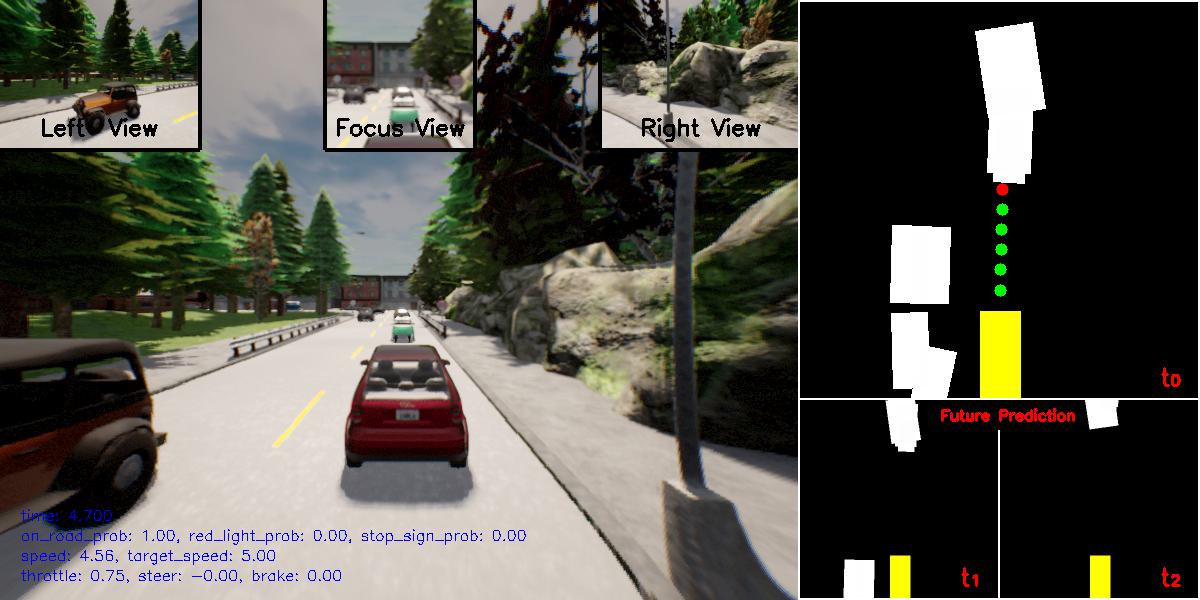 Left View
Focus View
Right View
t0
Future Prediction
t1
t2
time: 4.700
on_road_prob: 1.00, red_light_prob: 0.00, stop_sign_prob: 0.00
speed: 4.56, target_speed: 5.00
throttle: 0.75, steer: -0.00, brake: 0.00